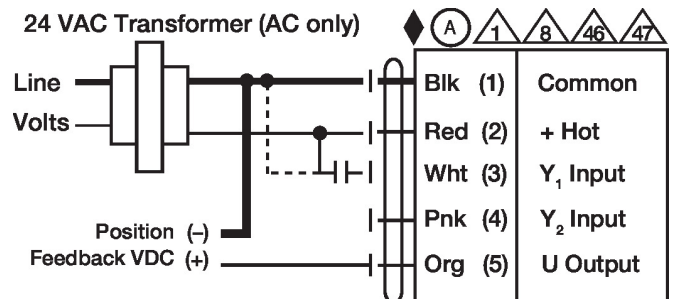 24 VAC Transformer (AC only)
A 1 8 46 47
Line
Volts
Blk (1) Common
Red (2) + Hot
Wht (3) Y₁ Input
Pnk (4) Y₂ Input
Position (–)
Feedback VDC (+)
Org (5) U Output